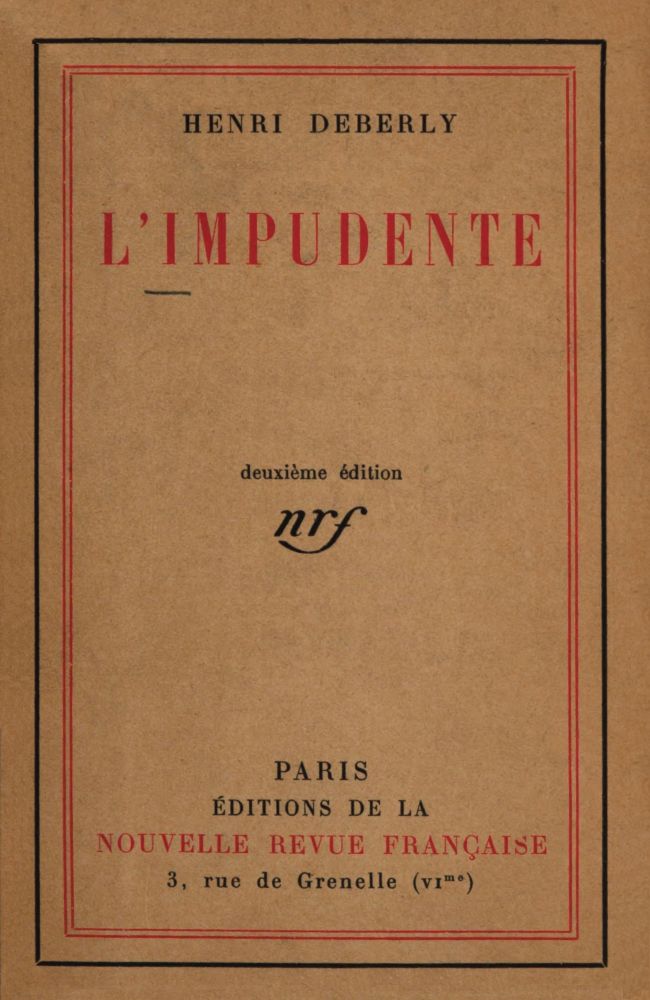 HENRI DEBERLY
L'IMPUDENTE
deuxième édition
nrf
PARIS
ÉDITIONS DE LA
NOUVELLE REVUE FRANÇAISE
3, rue de Grenelle (VIᵐᵉ)